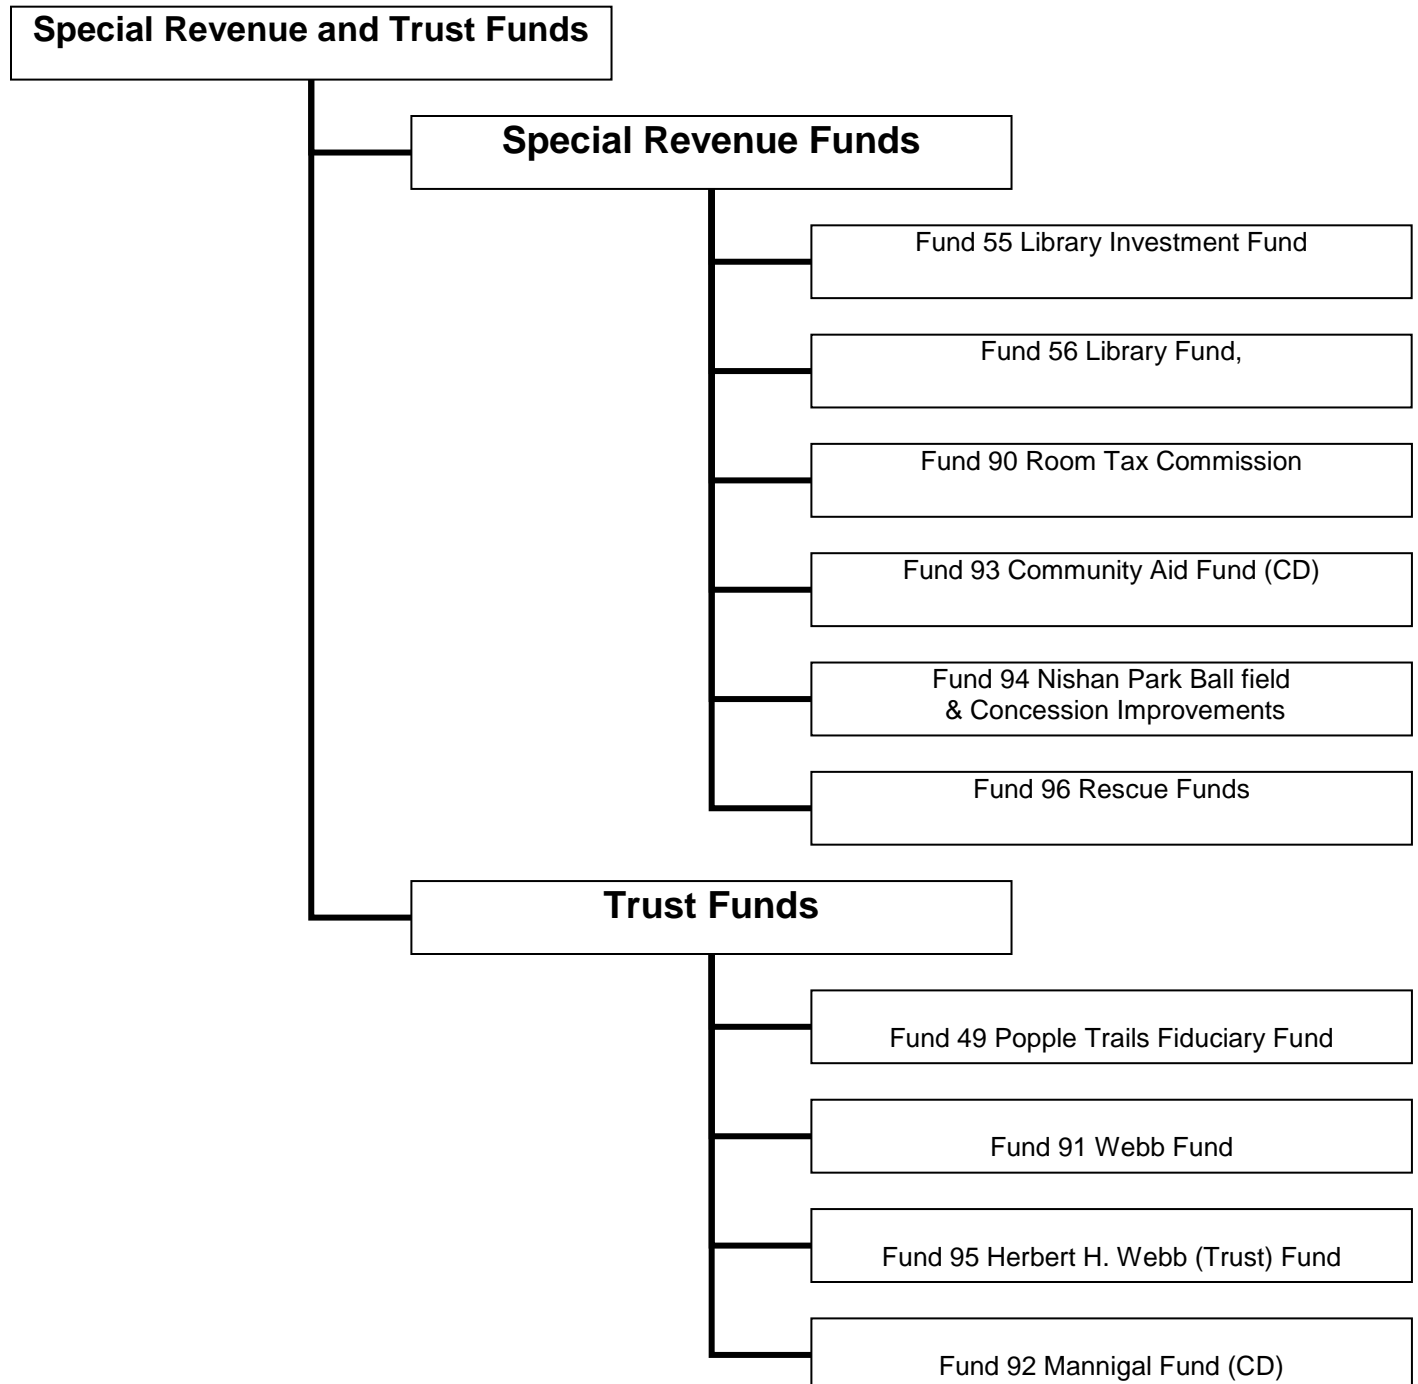 Special Revenue and Trust Funds
Special Revenue Funds
Fund 55 Library Investment Fund
Fund 56 Library Fund,
Fund 90 Room Tax Commission
Fund 93 Community Aid Fund (CD)
Fund 94 Nishan Park Ball field
& Concession Improvements
Fund 96 Rescue Funds
Trust Funds
Fund 49 Popple Trails Fiduciary Fund
Fund 91 Webb Fund
Fund 95 Herbert H. Webb (Trust) Fund
Fund 92 Mannigal Fund (CD)